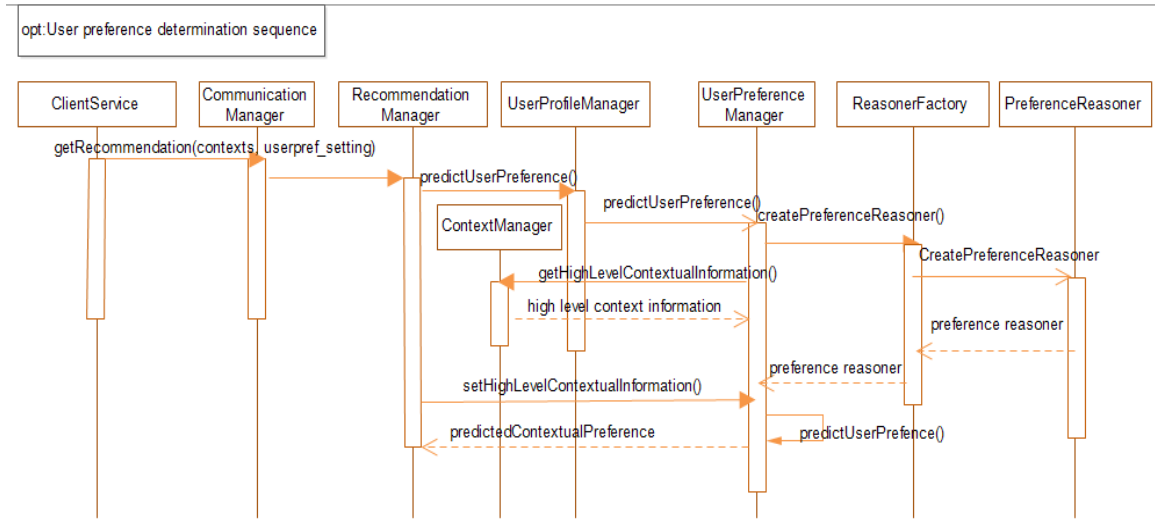 opt:User preference determination sequence
ClientService
Communication
Manager
Recommendation
Manager
UserProfileManager
UserPreference
Manager
ReasonerFactory
PreferenceReasoner
getRecommendation(contexts, userpref_setting)
predictUserPreference()
predictUserPreference()
createPreferenceReasoner()
ContextManager
CreatePreferenceReasoner
getHighLevelContextualInformation()
high level context information
preference reasoner
preference reasoner
setHighLevelContextualInformation()
predictedContextualPreference
predictUserPrefence()